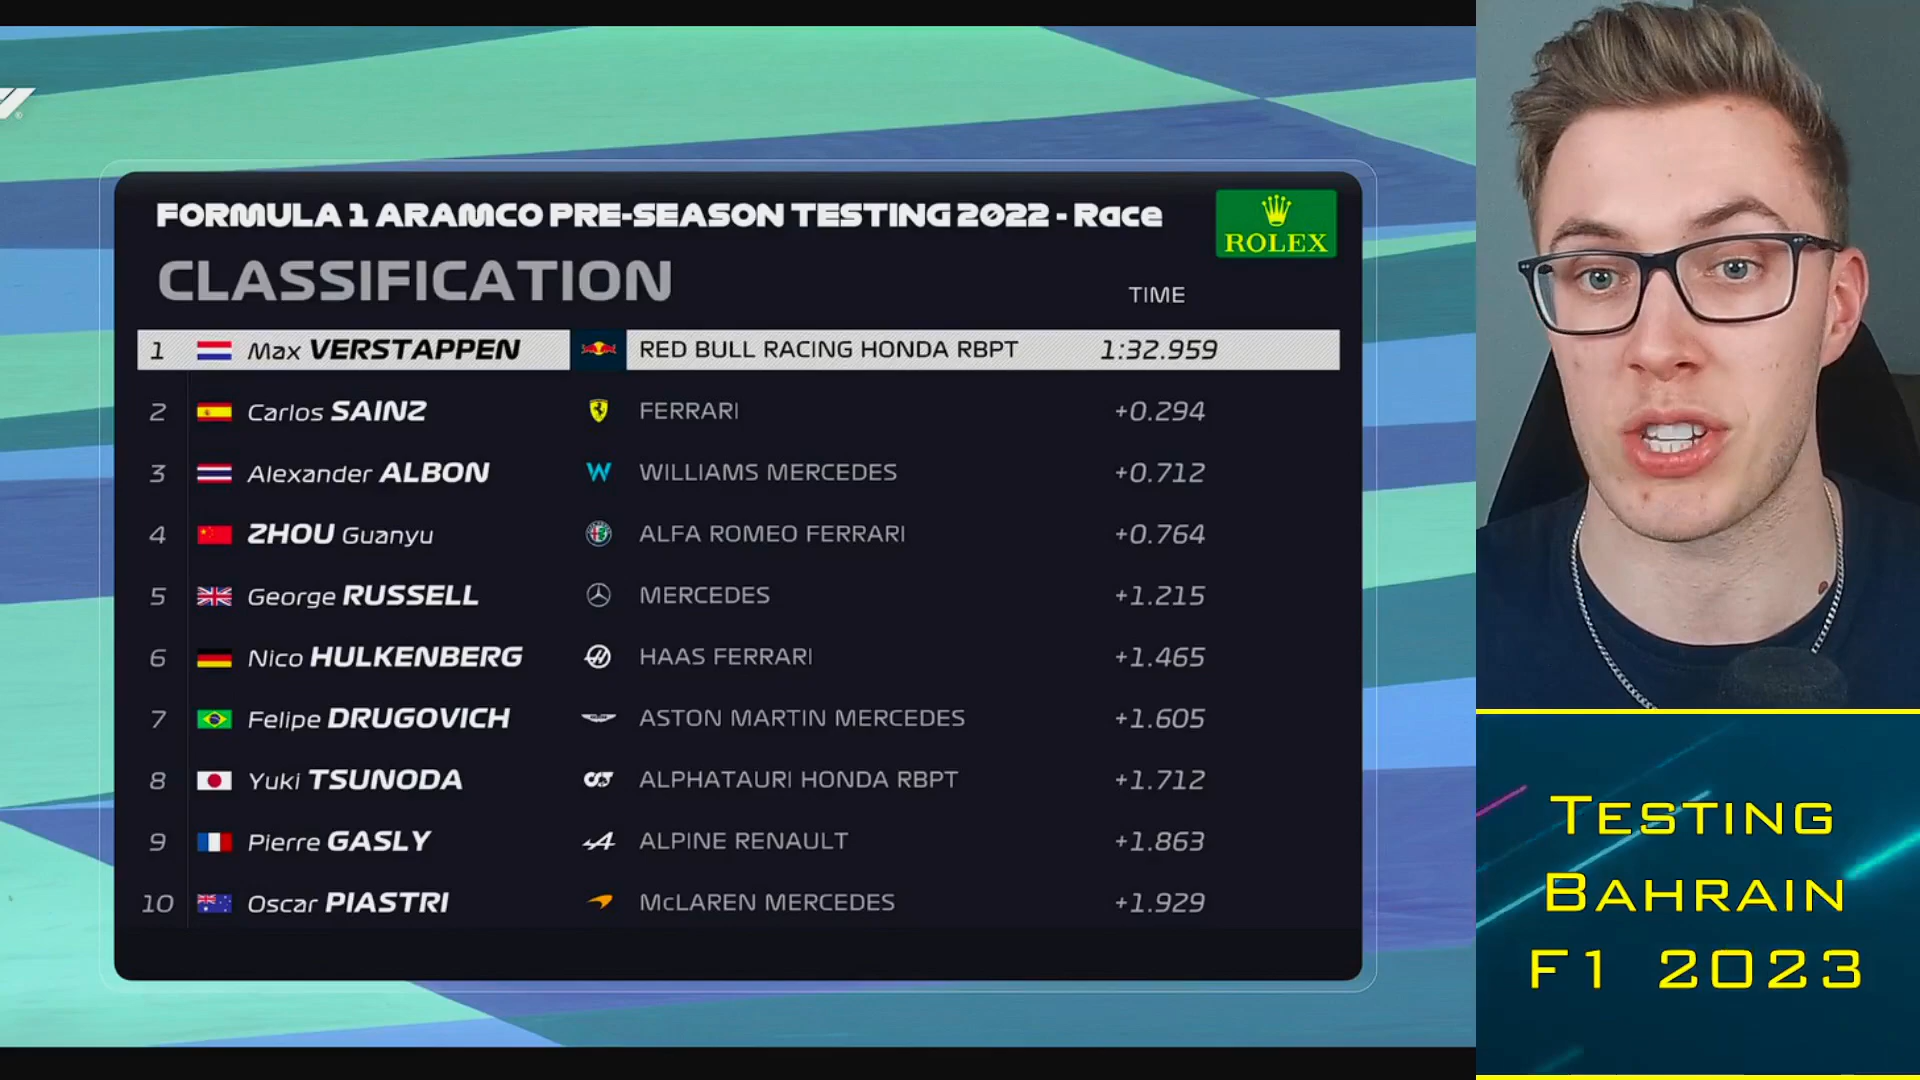 FORMULA 1 ARAMCO PRE-SEASON TESTING 2022 - Race
ROLEX
CLASSIFICATION
TIME
1 Max VERSTAPPEN RED BULL RACING HONDA RBPT 1:32.959
2 Carlos SAINZ FERRARI +0.294
3 Alexander ALBON WILLIAMS MERCEDES +0.712
4 ZHOU Guanyu ALFA ROMEO FERRARI +0.764
5 George RUSSELL MERCEDES +1.215
6 Nico HULKENBERG HAAS FERRARI +1.465
7 Felipe DRUGOVICH ASTON MARTIN MERCEDES +1.605
8 Yuki TSUNODA ALPHATAURI HONDA RBPT +1.712
9 Pierre GASLY ALPINE RENAULT +1.863
10 Oscar PIASTRI McLAREN MERCEDES +1.929
TESTING
BAHRAIN
F1 2023